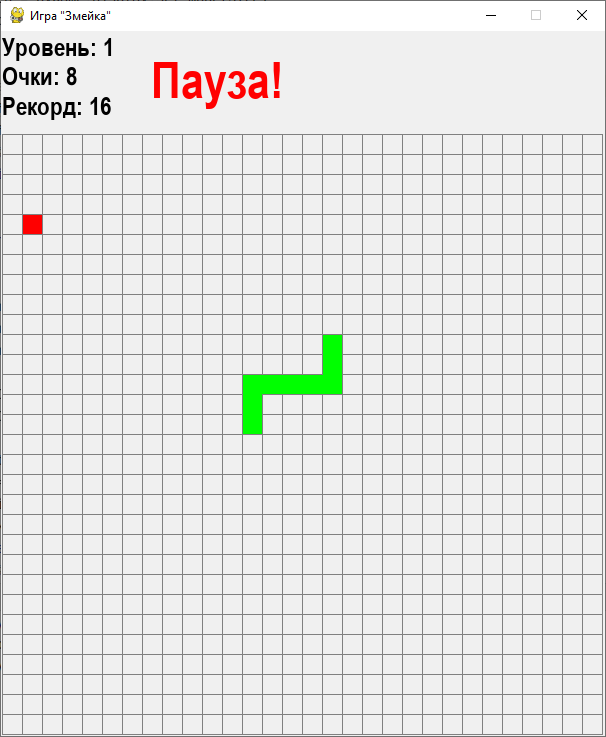 Игра "Змейка"
Уровень: 1
Очки: 8
Рекорд: 16
Пауза!